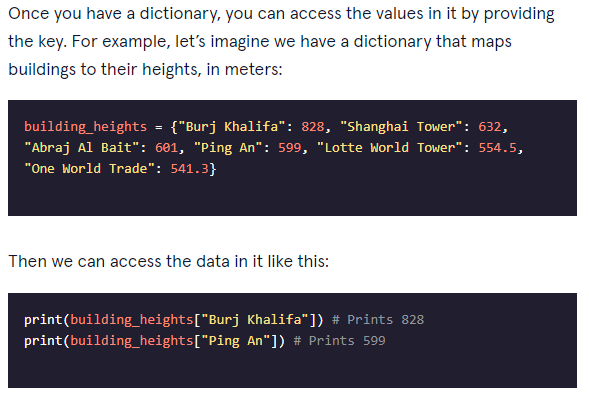 Once you have a dictionary, you can access the values in it by providing
the key. For example, let’s imagine we have a dictionary that maps
buildings to their heights, in meters:
building_heights = {"Burj Khalifa": 828, "Shanghai Tower": 632,
"Abraj Al Bait": 601, "Ping An": 599, "Lotte World Tower": 554.5,
"One World Trade": 541.3}
Then we can access the data in it like this:
print(building_heights["Burj Khalifa"]) # Prints 828
print(building_heights["Ping An"]) # Prints 599